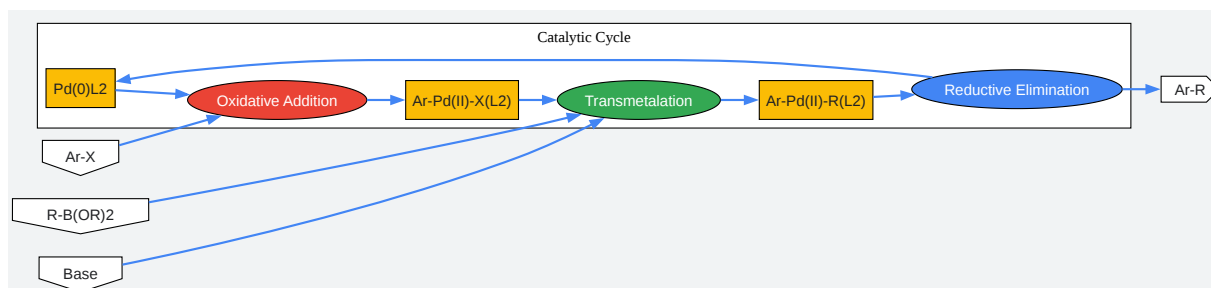 Catalytic Cycle
Pd(0)L2
Oxidative Addition
Ar-Pd(II)-X(L2)
Transmetalation
Ar-Pd(II)-R(L2)
Reductive Elimination
Ar-R
Ar-X
R-B(OR)2
Base